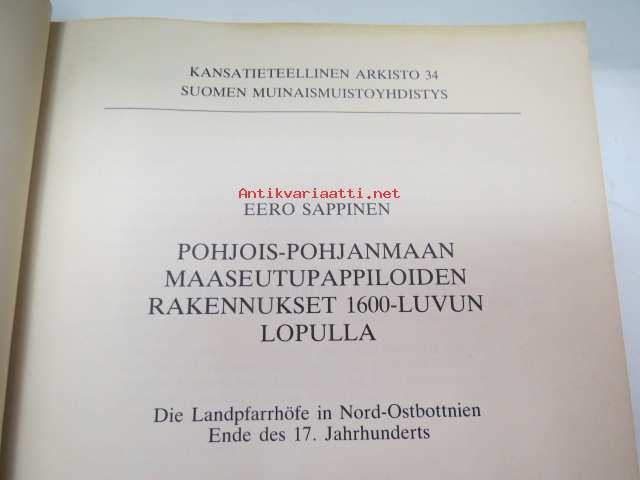 KANSATIETEELLINEN ARKISTO 34
SUOMEN MUINAISMUISTOYHDISTYS
Antikvariaatti.net
EERO SAPPINEN
POHJOIS-POHJANMAAN
MAASEUTUPAPPILOIDEN
RAKENNUKSET 1600-LUVUN
LOPULLA
Die Landpfarrhöfe in Nord-Ostbottnien
Ende des 17. Jahrhunderts